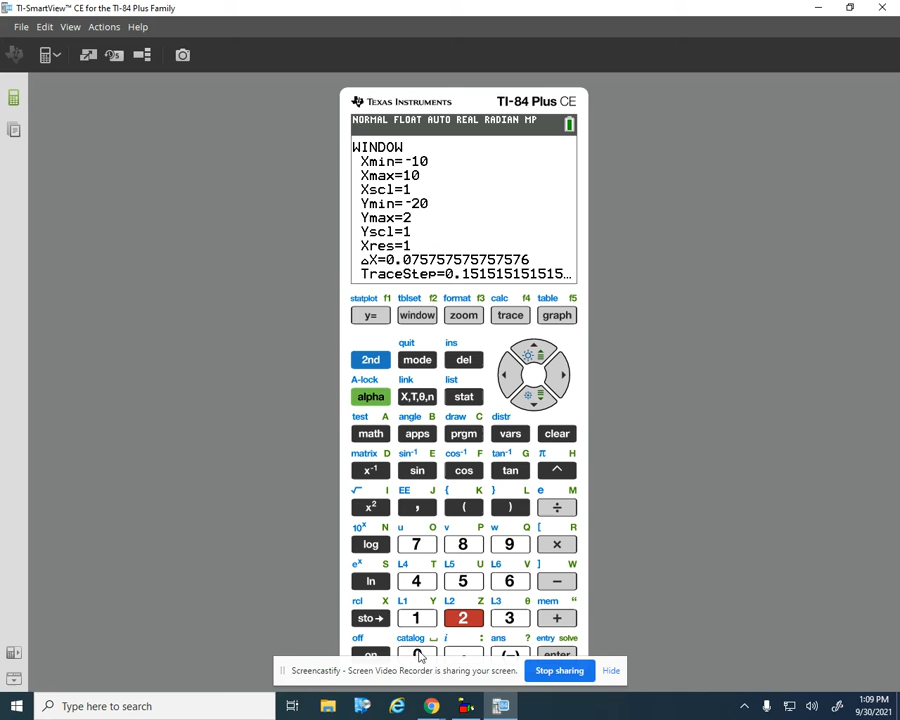 TI-SmartView™ CE for the TI-84 Plus Family
File Edit View Actions Help
TEXAS INSTRUMENTS TI-84 Plus CE
NORMAL FLOAT AUTO REAL RADIAN MP
WINDOW
Xmin=-10
Xmax=10
Xscl=1
Ymin=-20
Ymax=2
Yscl=1
Xres=1
△X=0.075757575757576
TraceStep=0.151515151515…
statplot f1 tblset f2 format f3 calc f4 table f5
y= window zoom trace graph
quit ins
2nd mode del
A-lock link list
alpha X,T,θ,n stat
test A angle B draw C distr
math apps prgm vars clear
matrix D sin⁻¹ E cos⁻¹ F tan⁻¹ G π H
x⁻¹ sin cos tan ^
√ I EE J { K } L e M
x² , ( ) ÷
10ˣ N u O v P w Q [ R
log 7 8 9 ×
eˣ S L4 T L5 U L6 V ] W
ln 4 5 6 −
rcl X L1 Y L2 Z L3 θ mem “
sto→ 1 2 3 +
off catalog ⎵ i : ans ? entry solve
on 0 . (−) enter
Screencastify - Screen Video Recorder is sharing your screen. Stop sharing Hide
Type here to search
1:09 PM
9/30/2021